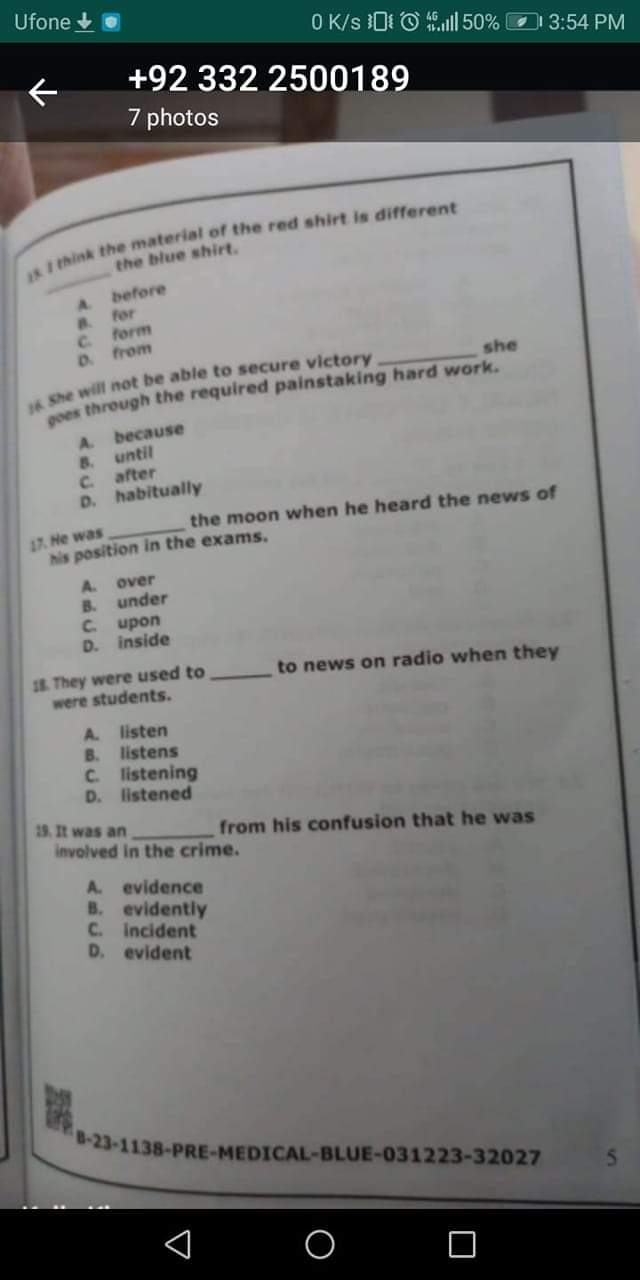 Ufone 0 K/s 4G 50% 3:54 PM
+92 332 2500189
7 photos
15. I think the material of the red shirt is different
________ the blue shirt.
A. before
B. for
C. form
D. from
16. She will not be able to secure victory ________ she
goes through the required painstaking hard work.
A. because
B. until
C. after
D. habitually
17. He was ________ the moon when he heard the news of
his position in the exams.
A. over
B. under
C. upon
D. inside
18. They were used to ______ to news on radio when they
were students.
A. listen
B. listens
C. listening
D. listened
19. It was an ________ from his confusion that he was
involved in the crime.
A. evidence
B. evidently
C. incident
D. evident
B-23-1138-PRE-MEDICAL-BLUE-031223-32027 5